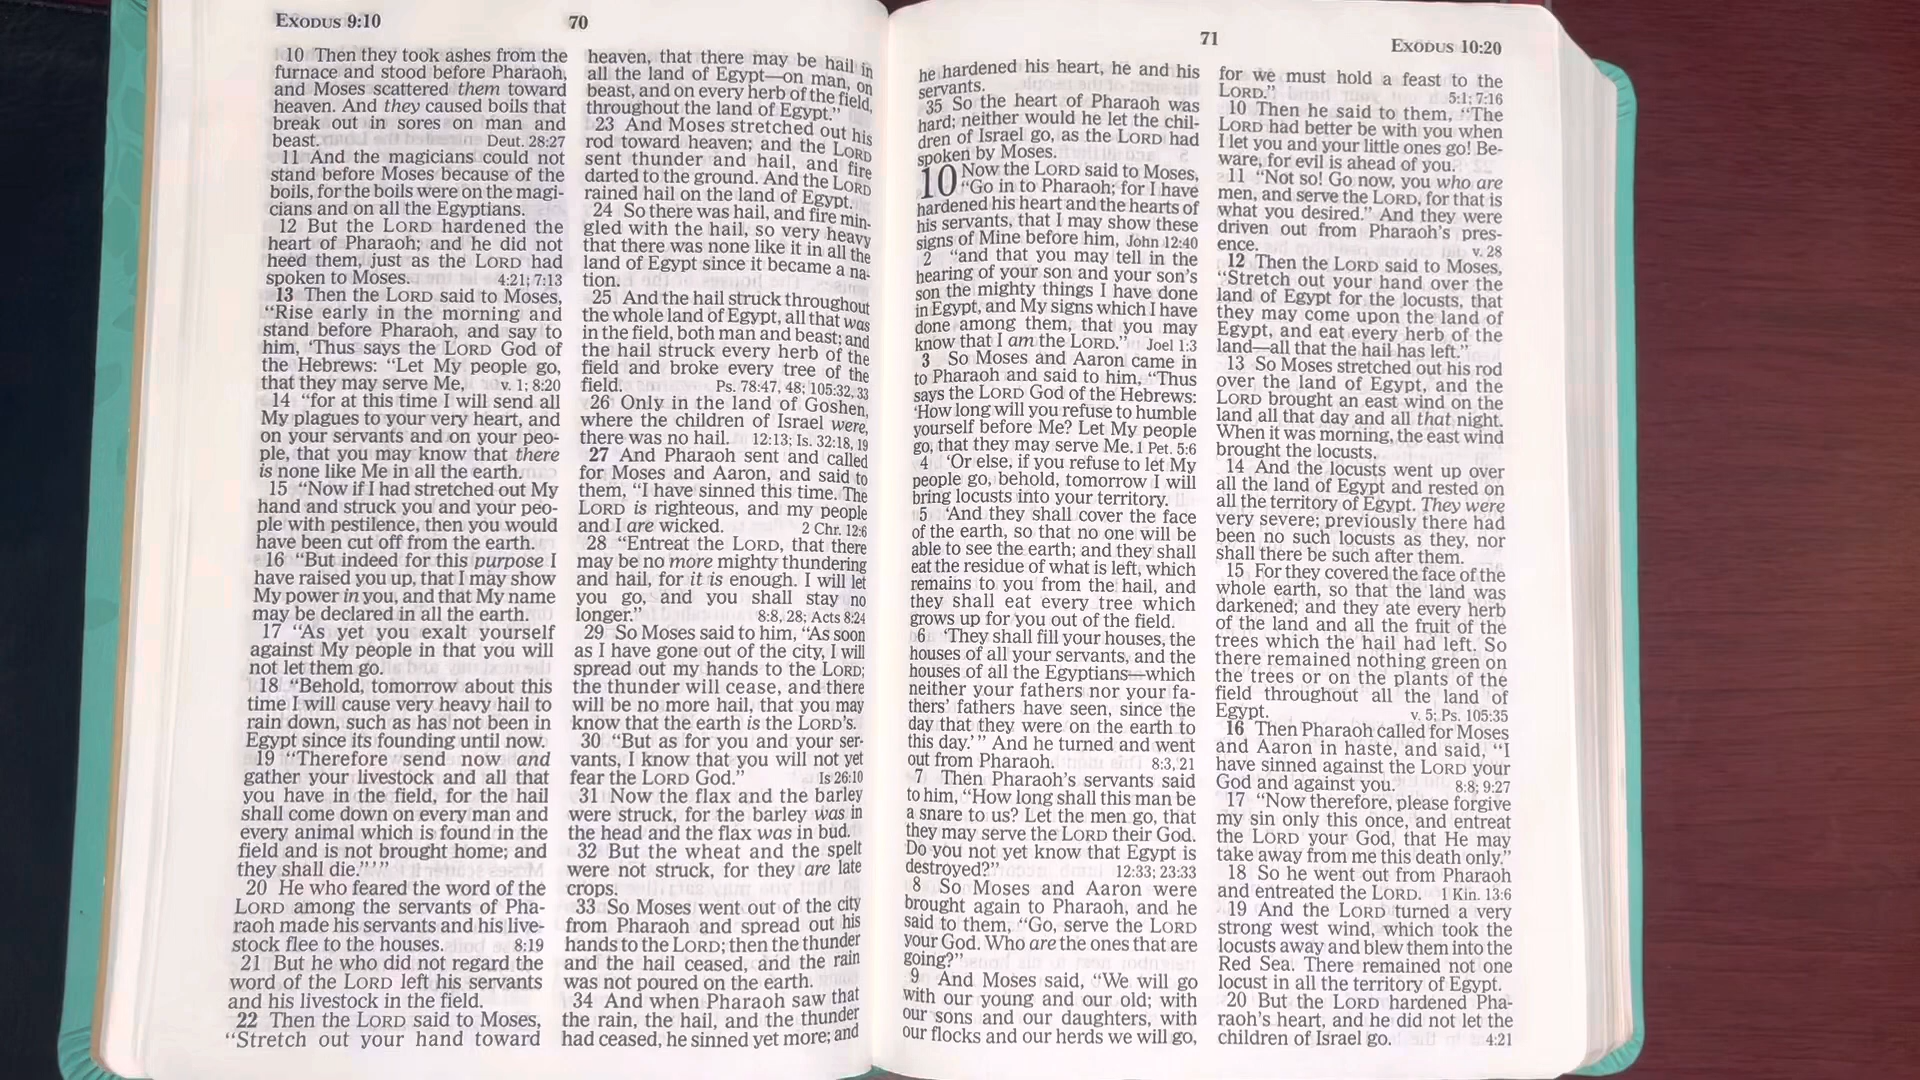 EXODUS 9:10
70
10 Then they took ashes from the
furnace and stood before Pharaoh,
and Moses scattered them toward
heaven. And they caused boils that
break out in sores on man and
beast. Deut. 28:27
11 And the magicians could not
stand before Moses because of the
boils, for the boils were on the magi-
cians and on all the Egyptians.
12 But the LORD hardened the
heart of Pharaoh; and he did not
heed them, just as the LORD had
spoken to Moses. 4:21; 7:13
13 Then the LORD said to Moses,
“Rise early in the morning and
stand before Pharaoh, and say to
him, ‘Thus says the LORD God of
the Hebrews: “Let My people go,
that they may serve Me, v. 1; 8:20
14 “for at this time I will send all
My plagues to your very heart, and
on your servants and on your peo-
ple, that you may know that there
is none like Me in all the earth.
15 “Now if I had stretched out My
hand and struck you and your peo-
ple with pestilence, then you would
have been cut off from the earth.
16 “But indeed for this purpose I
have raised you up, that I may show
My power in you, and that My name
may be declared in all the earth.
17 “As yet you exalt yourself
against My people in that you will
not let them go.
18 “Behold, tomorrow about this
time I will cause very heavy hail to
rain down, such as has not been in
Egypt since its founding until now.
19 “Therefore send now and
gather your livestock and all that
you have in the field, for the hail
shall come down on every man and
every animal which is found in the
field and is not brought home; and
they shall die.” ’ ”
20 He who feared the word of the
LORD among the servants of Pha-
raoh made his servants and his live-
stock flee to the houses. 8:19
21 But he who did not regard the
word of the LORD left his servants
and his livestock in the field.
22 Then the LORD said to Moses,
“Stretch out your hand toward
heaven, that there may be hail in
all the land of Egypt—on man, on
beast, and on every herb of the field,
throughout the land of Egypt.”
23 And Moses stretched out his
rod toward heaven; and the LORD
sent thunder and hail, and fire
darted to the ground. And the LORD
rained hail on the land of Egypt.
24 So there was hail, and fire min-
gled with the hail, so very heavy
that there was none like it in all the
land of Egypt since it became a na-
tion.
25 And the hail struck throughout
the whole land of Egypt, all that was
in the field, both man and beast; and
the hail struck every herb of the
field and broke every tree of the
field. Ps. 78:47, 48; 105:32, 33
26 Only in the land of Goshen,
where the children of Israel were,
there was no hail. 12:13; Is. 32:18, 19
27 And Pharaoh sent and called
for Moses and Aaron, and said to
them, “I have sinned this time. The
LORD is righteous, and my people
and I are wicked. 2 Chr. 12:6
28 “Entreat the LORD, that there
may be no more mighty thundering
and hail, for it is enough. I will let
you go, and you shall stay no
longer.” 8:8, 28; Acts 8:24
29 So Moses said to him, “As soon
as I have gone out of the city, I will
spread out my hands to the LORD;
the thunder will cease, and there
will be no more hail, that you may
know that the earth is the LORD’s.
30 “But as for you and your ser-
vants, I know that you will not yet
fear the LORD God.” Is 26:10
31 Now the flax and the barley
were struck, for the barley was in
the head and the flax was in bud.
32 But the wheat and the spelt
were not struck, for they are late
crops.
33 So Moses went out of the city
from Pharaoh and spread out his
hands to the LORD; then the thunder
and the hail ceased, and the rain
was not poured on the earth.
34 And when Pharaoh saw that
the rain, the hail, and the thunder
had ceased, he sinned yet more; and
71
EXODUS 10:20
he hardened his heart, he and his
servants.
35 So the heart of Pharaoh was
hard; neither would he let the chil-
dren of Israel go, as the LORD had
spoken by Moses.
10 Now the LORD said to Moses,
“Go in to Pharaoh; for I have
hardened his heart and the hearts of
his servants, that I may show these
signs of Mine before him, John 12:40
2 “and that you may tell in the
hearing of your son and your son’s
son the mighty things I have done
in Egypt, and My signs which I have
done among them, that you may
know that I am the LORD.” Joel 1:3
3 So Moses and Aaron came in
to Pharaoh and said to him, “Thus
says the LORD God of the Hebrews:
‘How long will you refuse to humble
yourself before Me? Let My people
go, that they may serve Me. 1 Pet. 5:6
4 ‘Or else, if you refuse to let My
people go, behold, tomorrow I will
bring locusts into your territory.
5 ‘And they shall cover the face
of the earth, so that no one will be
able to see the earth; and they shall
eat the residue of what is left, which
remains to you from the hail, and
they shall eat every tree which
grows up for you out of the field.
6 ‘They shall fill your houses, the
houses of all your servants, and the
houses of all the Egyptians—which
neither your fathers nor your fa-
thers’ fathers have seen, since the
day that they were on the earth to
this day.’ ” And he turned and went
out from Pharaoh. 8:3, 21
7 Then Pharaoh’s servants said
to him, “How long shall this man be
a snare to us? Let the men go, that
they may serve the LORD their God.
Do you not yet know that Egypt is
destroyed?” 12:33; 23:33
8 So Moses and Aaron were
brought again to Pharaoh, and he
said to them, “Go, serve the LORD
your God. Who are the ones that are
going?”
9 And Moses said, “We will go
with our young and our old; with
our sons and our daughters, with
our flocks and our herds we will go,
for we must hold a feast to the
LORD.” 5:1; 7:16
10 Then he said to them, “The
LORD had better be with you when
I let you and your little ones go! Be-
ware, for evil is ahead of you.
11 “Not so! Go now, you who are
men, and serve the LORD, for that is
what you desired.” And they were
driven out from Pharaoh’s pres-
ence. v. 28
12 Then the LORD said to Moses,
“Stretch out your hand over the
land of Egypt for the locusts, that
they may come upon the land of
Egypt, and eat every herb of the
land—all that the hail has left.”
13 So Moses stretched out his rod
over the land of Egypt, and the
LORD brought an east wind on the
land all that day and all that night.
When it was morning, the east wind
brought the locusts.
14 And the locusts went up over
all the land of Egypt and rested on
all the territory of Egypt. They were
very severe; previously there had
been no such locusts as they, nor
shall there be such after them.
15 For they covered the face of the
whole earth, so that the land was
darkened; and they ate every herb
of the land and all the fruit of the
trees which the hail had left. So
there remained nothing green on
the trees or on the plants of the
field throughout all the land of
Egypt. v. 5; Ps. 105:35
16 Then Pharaoh called for Moses
and Aaron in haste, and said, “I
have sinned against the LORD your
God and against you. 8:8; 9:27
17 “Now therefore, please forgive
my sin only this once, and entreat
the LORD your God, that He may
take away from me this death only.”
18 So he went out from Pharaoh
and entreated the LORD. 1 Kin. 13:6
19 And the LORD turned a very
strong west wind, which took the
locusts away and blew them into the
Red Sea. There remained not one
locust in all the territory of Egypt.
20 But the LORD hardened Pha-
raoh’s heart, and he did not let the
children of Israel go. 4:21